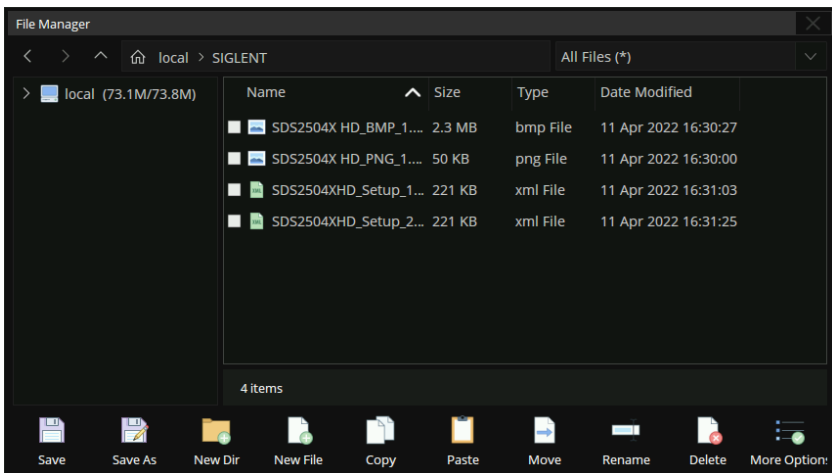 File Manager
local > SIGLENT All Files (*)
local (73.1M/73.8M)
Name Size Type Date Modified
SDS2504X HD_BMP_1.... 2.3 MB bmp File 11 Apr 2022 16:30:27
SDS2504X HD_PNG_1.... 50 KB png File 11 Apr 2022 16:30:00
SDS2504XHD_Setup_1... 221 KB xml File 11 Apr 2022 16:31:03
SDS2504XHD_Setup_2... 221 KB xml File 11 Apr 2022 16:31:25
4 items
Save Save As New Dir New File Copy Paste Move Rename Delete More Option